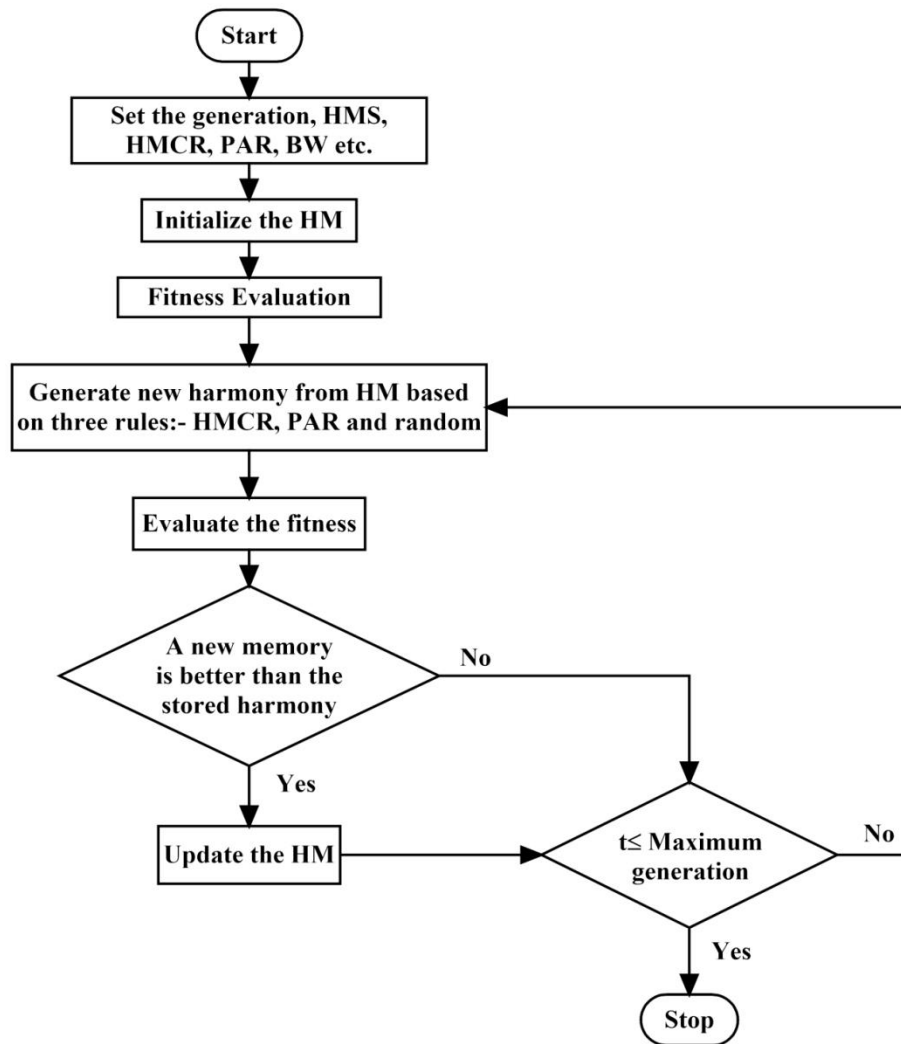 Start
Set the generation, HMS,
HMCR, PAR, BW etc.
Initialize the HM
Fitness Evaluation
Generate new harmony from HM based
on three rules:- HMCR, PAR and random
Evaluate the fitness
A new memory
is better than the
stored harmony
No
Yes
Update the HM
t≤ Maximum
generation
No
Yes
Stop